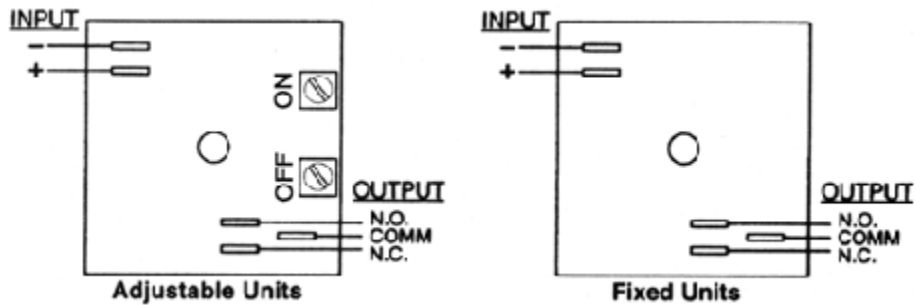 INPUT
-
+
ON
OFF
OUTPUT
N.O.
COMM
N.C.
Adjustable Units
INPUT
-
+
OUTPUT
N.O.
COMM
N.C.
Fixed Units